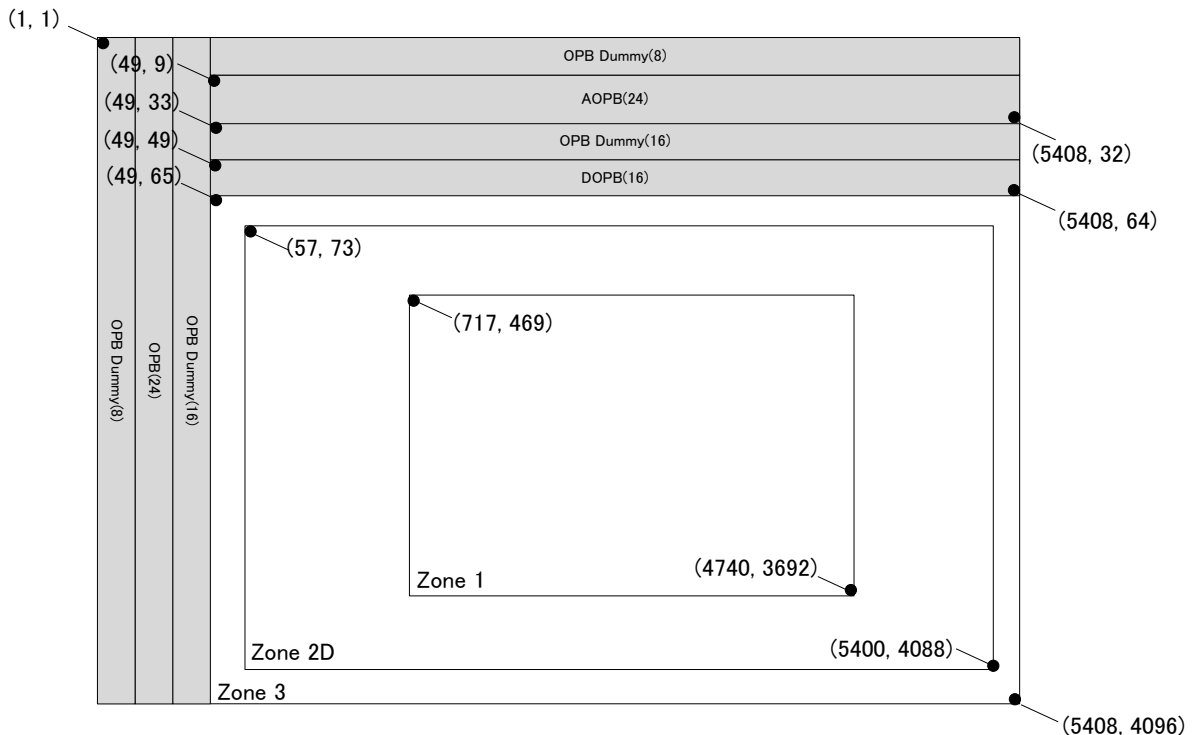 (1, 1)
OPB Dummy(8)
(49, 9)
AOPB(24)
(49, 33)
OPB Dummy(16)
(49, 49)
(5408, 32)
DOPB(16)
(49, 65)
(5408, 64)
(57, 73)
(717, 469)
OPB Dummy(8)
OPB(24)
OPB Dummy(16)
(4740, 3692)
Zone 1
(5400, 4088)
Zone 2D
Zone 3
(5408, 4096)